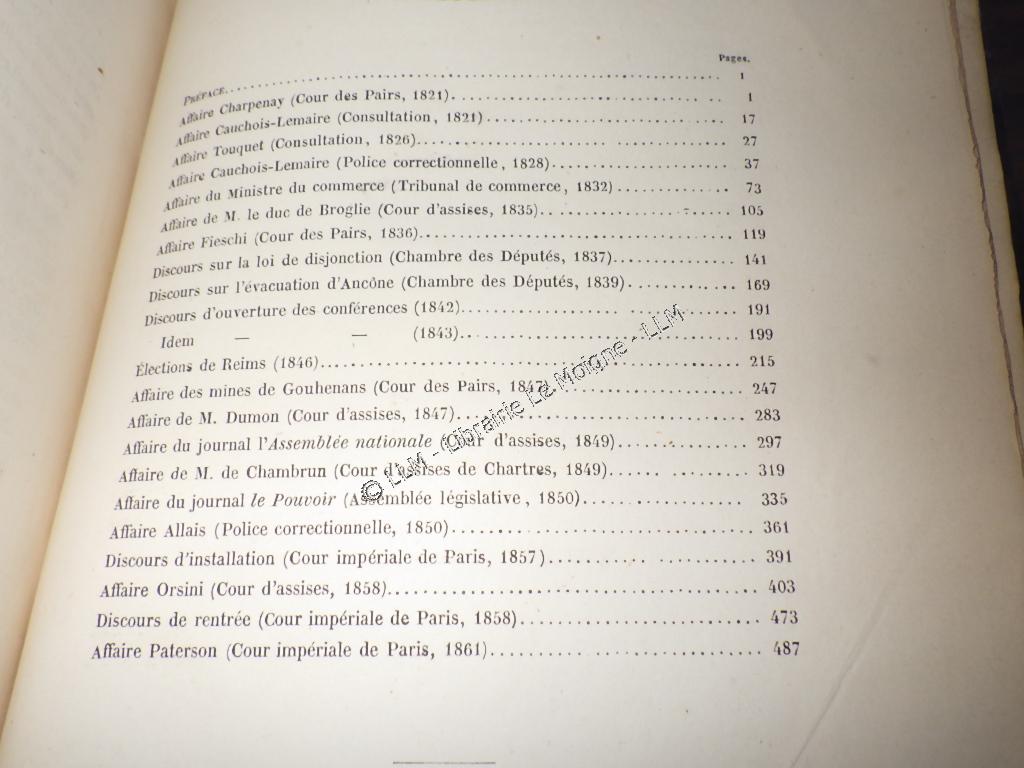 Pages.
PRÉFACE........ 1
Affaire Charpenay (Cour des Pairs, 1821)........ 1
Affaire Cauchois-Lemaire (Consultation, 1821)........ 17
Affaire Touquet (Consultation, 1826)........ 27
Affaire Cauchois-Lemaire (Police correctionnelle, 1828)........ 37
Affaire du Ministre du commerce (Tribunal de commerce, 1832)........ 73
Affaire de M. le duc de Broglie (Cour d'assises, 1835)........ 105
Affaire Fieschi (Cour des Pairs, 1836)........ 119
Discours sur la loi de disjonction (Chambre des Députés, 1837)........ 141
Discours sur l'évacuation d'Ancône (Chambre des Députés, 1839)........ 169
Discours d'ouverture des conférences (1842)........ 191
Idem — — (1843)........ 199
Élections de Reims (1846)........ 215
Affaire des mines de Gouhenans (Cour des Pairs, 1847)........ 247
Affaire de M. Dumon (Cour d'assises, 1847)........ 283
Affaire du journal l'Assemblée nationale (Cour d'assises, 1849)........ 297
Affaire de M. de Chambrun (Cour d'assises de Chartres, 1849)........ 319
Affaire du journal le Pouvoir (Assemblée législative, 1850)........ 335
Affaire Allais (Police correctionnelle, 1850)........ 361
Discours d'installation (Cour impériale de Paris, 1857)........ 391
Affaire Orsini (Cour d'assises, 1858)........ 403
Discours de rentrée (Cour impériale de Paris, 1858)........ 473
Affaire Paterson (Cour impériale de Paris, 1861)........ 487
© LLM - Librairie Le Moigne - LLM